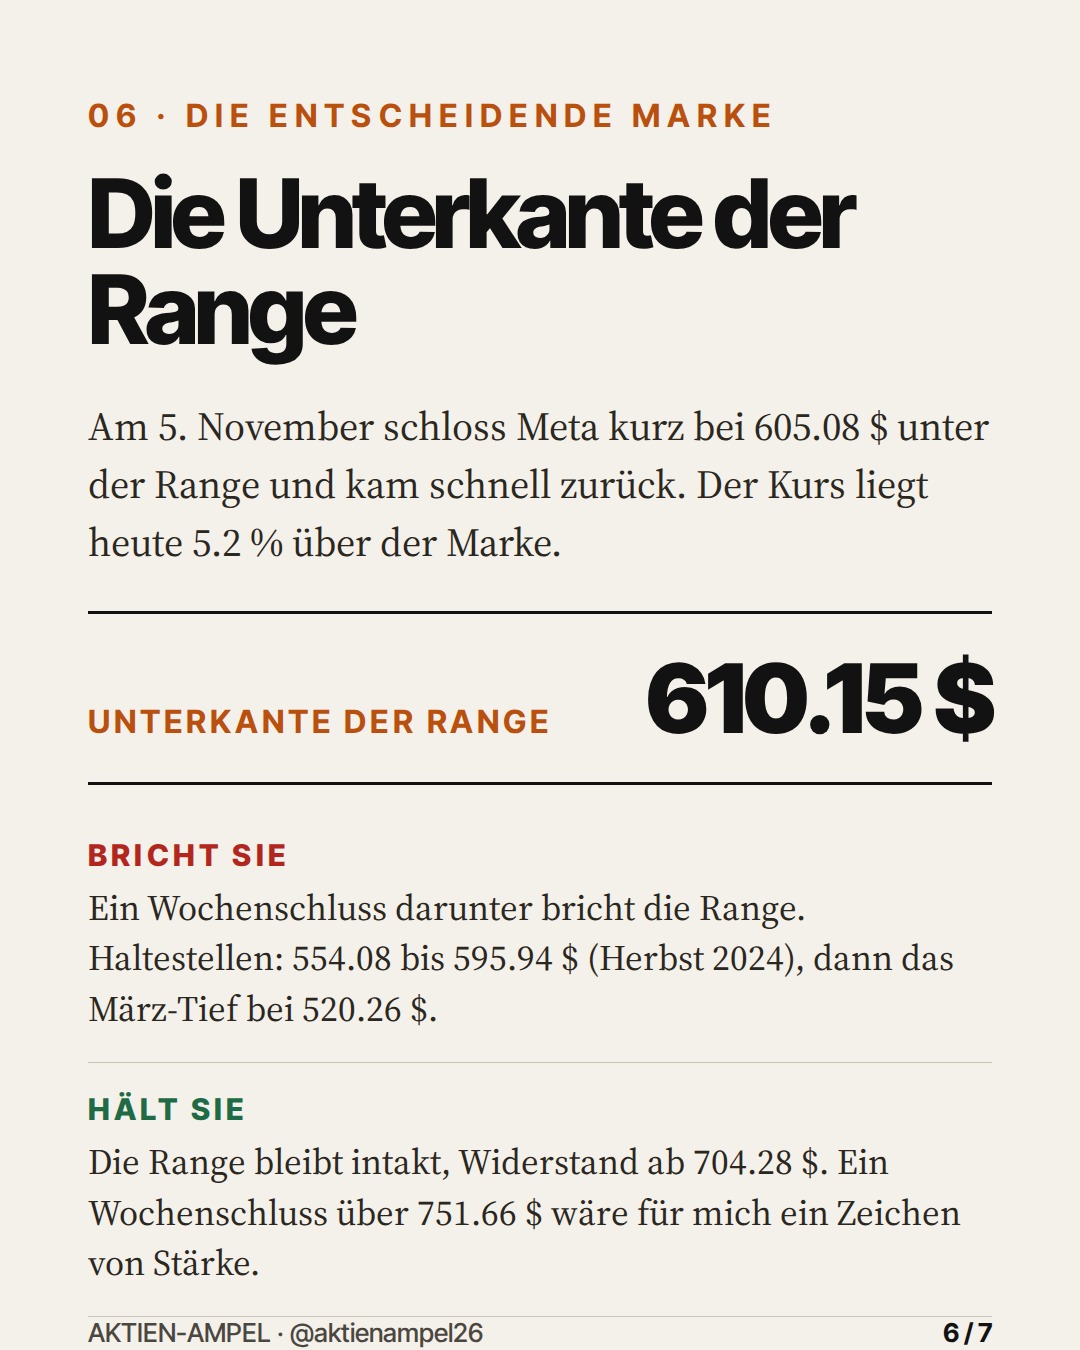 06 · DIE ENTSCHEIDENDE MARKE
Die Unterkante der
Range
Am 5. November schloss Meta kurz bei 605.08 $ unter
der Range und kam schnell zurück. Der Kurs liegt
heute 5.2 % über der Marke.
UNTERKANTE DER RANGE 610.15 $
BRICHT SIE
Ein Wochenschluss darunter bricht die Range.
Haltestellen: 554.08 bis 595.94 $ (Herbst 2024), dann das
März-Tief bei 520.26 $.
HÄLT SIE
Die Range bleibt intakt, Widerstand ab 704.28 $. Ein
Wochenschluss über 751.66 $ wäre für mich ein Zeichen
von Stärke.
AKTIEN-AMPEL · @aktienampel26 6/7